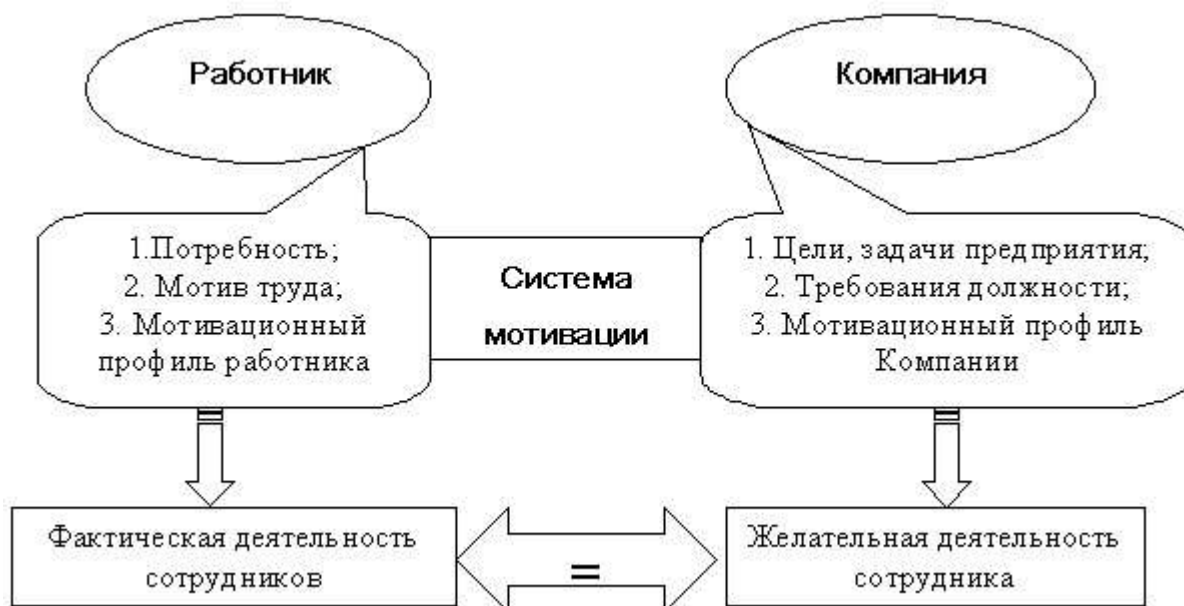 Работник
Компания
1.Потребность;
2. Мотив труда;
3. Мотивационный
профиль работника
Система
мотивации
1. Цели, задачи предприятия;
2. Требования должности;
3. Мотивационный профиль
Компании
Фактическая деятельность
сотрудников
=
Желательная деятельность
сотрудника